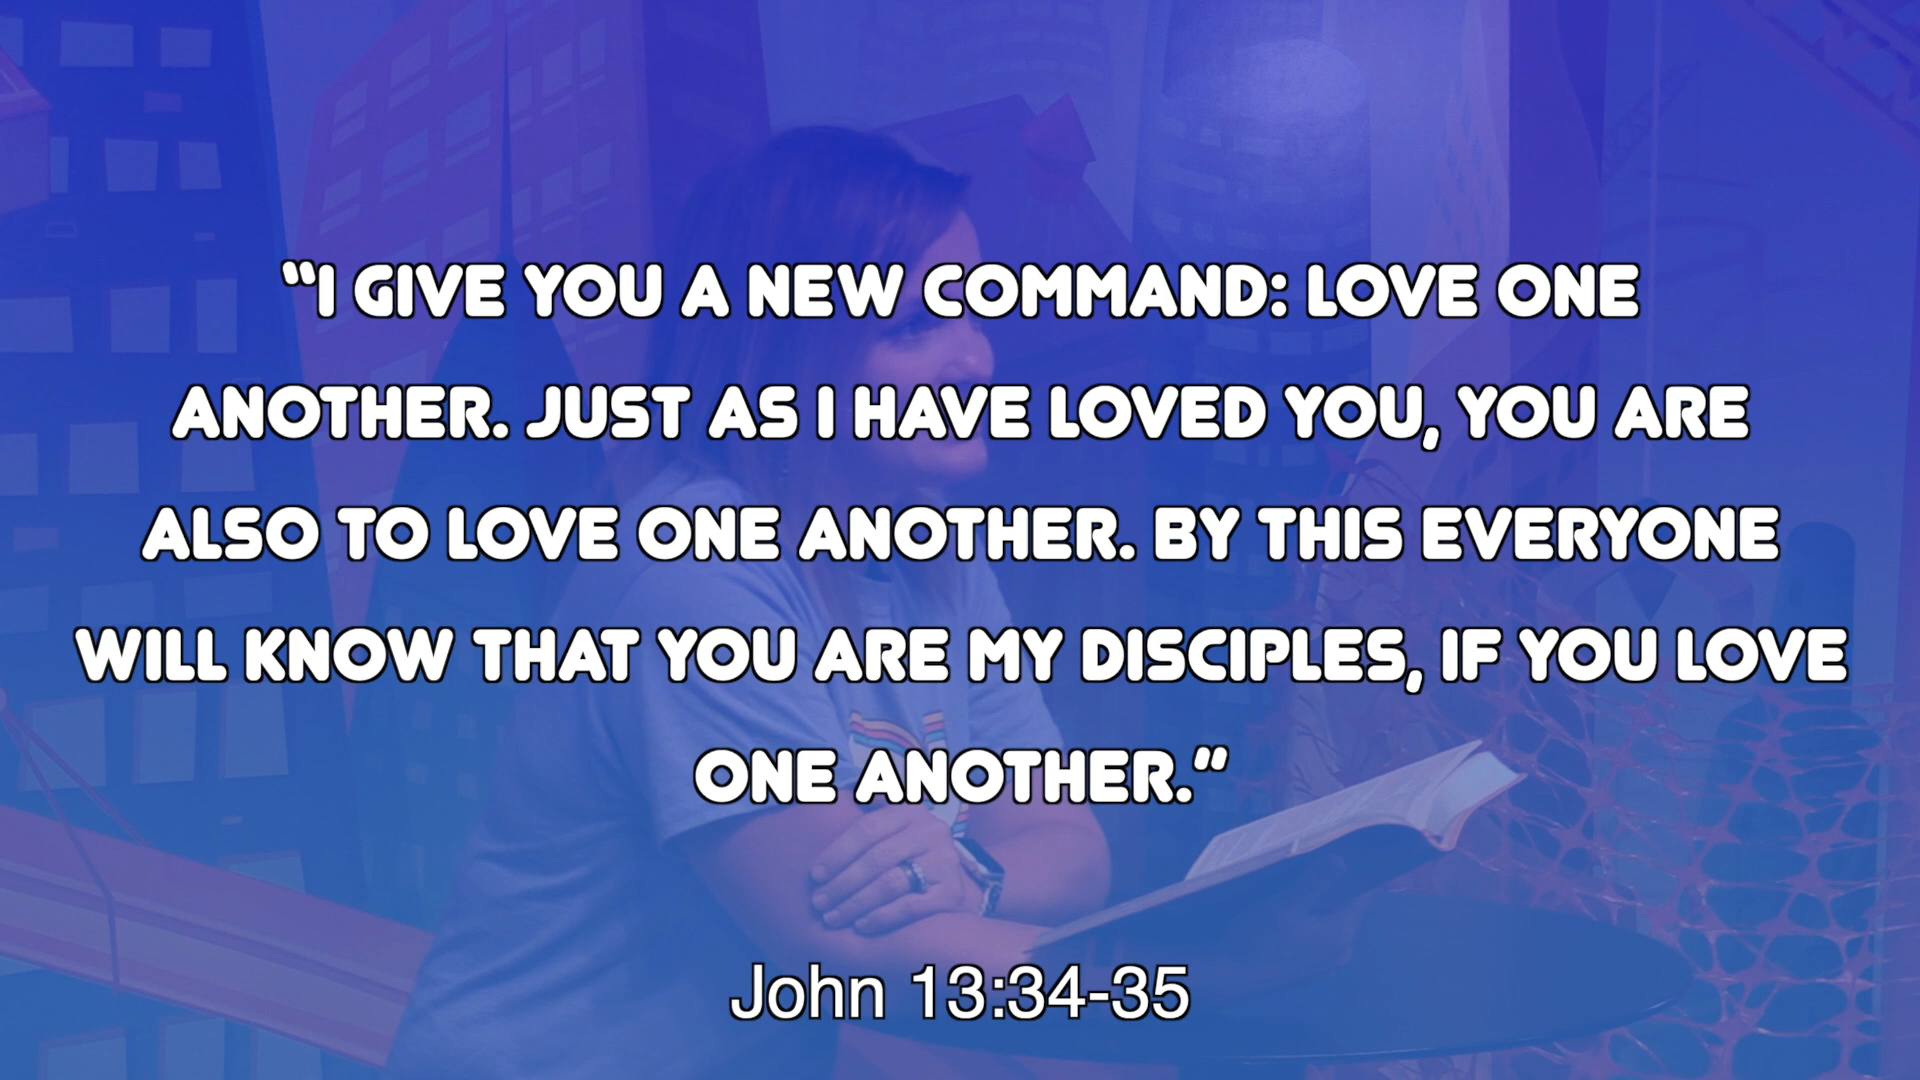 “I GIVE YOU A NEW COMMAND: LOVE ONE
ANOTHER. JUST AS I HAVE LOVED YOU, YOU ARE
ALSO TO LOVE ONE ANOTHER. BY THIS EVERYONE
WILL KNOW THAT YOU ARE MY DISCIPLES, IF YOU LOVE
ONE ANOTHER.”
John 13:34-35